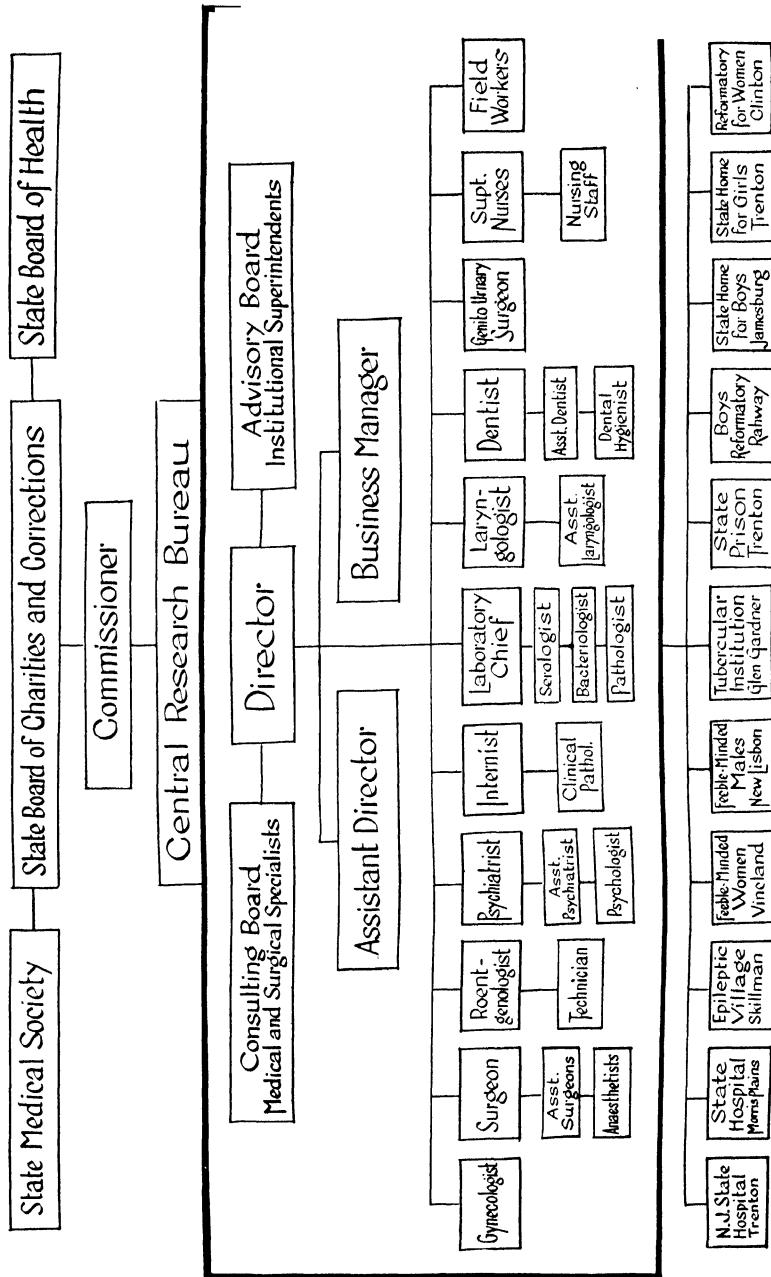 State Medical Society
State Board of Charities and Corrections
State Board of Health
Commissioner
Central Research Bureau
Consulting Board
Medical and Surgical Specialists
Director
Advisory Board
Institutional Superintendents
Assistant Director
Business Manager
Gynecologist
Surgeon
Asst.
Surgeons
Anaesthetists
Roent-
genologist
Technician
Psychiatrist
Asst.
Psychiatrist
Psychologist
Internist
Clinical
Pathol.
Laboratory
Chief
Serologist
Bacteriologist
Pathologist
Laryn-
gologist
Asst.
Laryngologist
Dentist
Asst. Dentist
Dental
Hygienist
Genito Urinary
Surgeon
Supt.
Nurses
Nursing
Staff
Field
Workers
N.J. State
Hospital
Trenton
State
Hospital
Morris Plains
Epileptic
Village
Skillman
Feeble-Minded
Women
Vineland
Feeble-Minded
Males
New Lisbon
Tubercular
Institution
Glen Gardner
State
Prison
Trenton
Boys
Reformatory
Rahway
State Home
for Boys
Jamesburg
State Home
for Girls
Trenton
Reformatory
for Women
Clinton